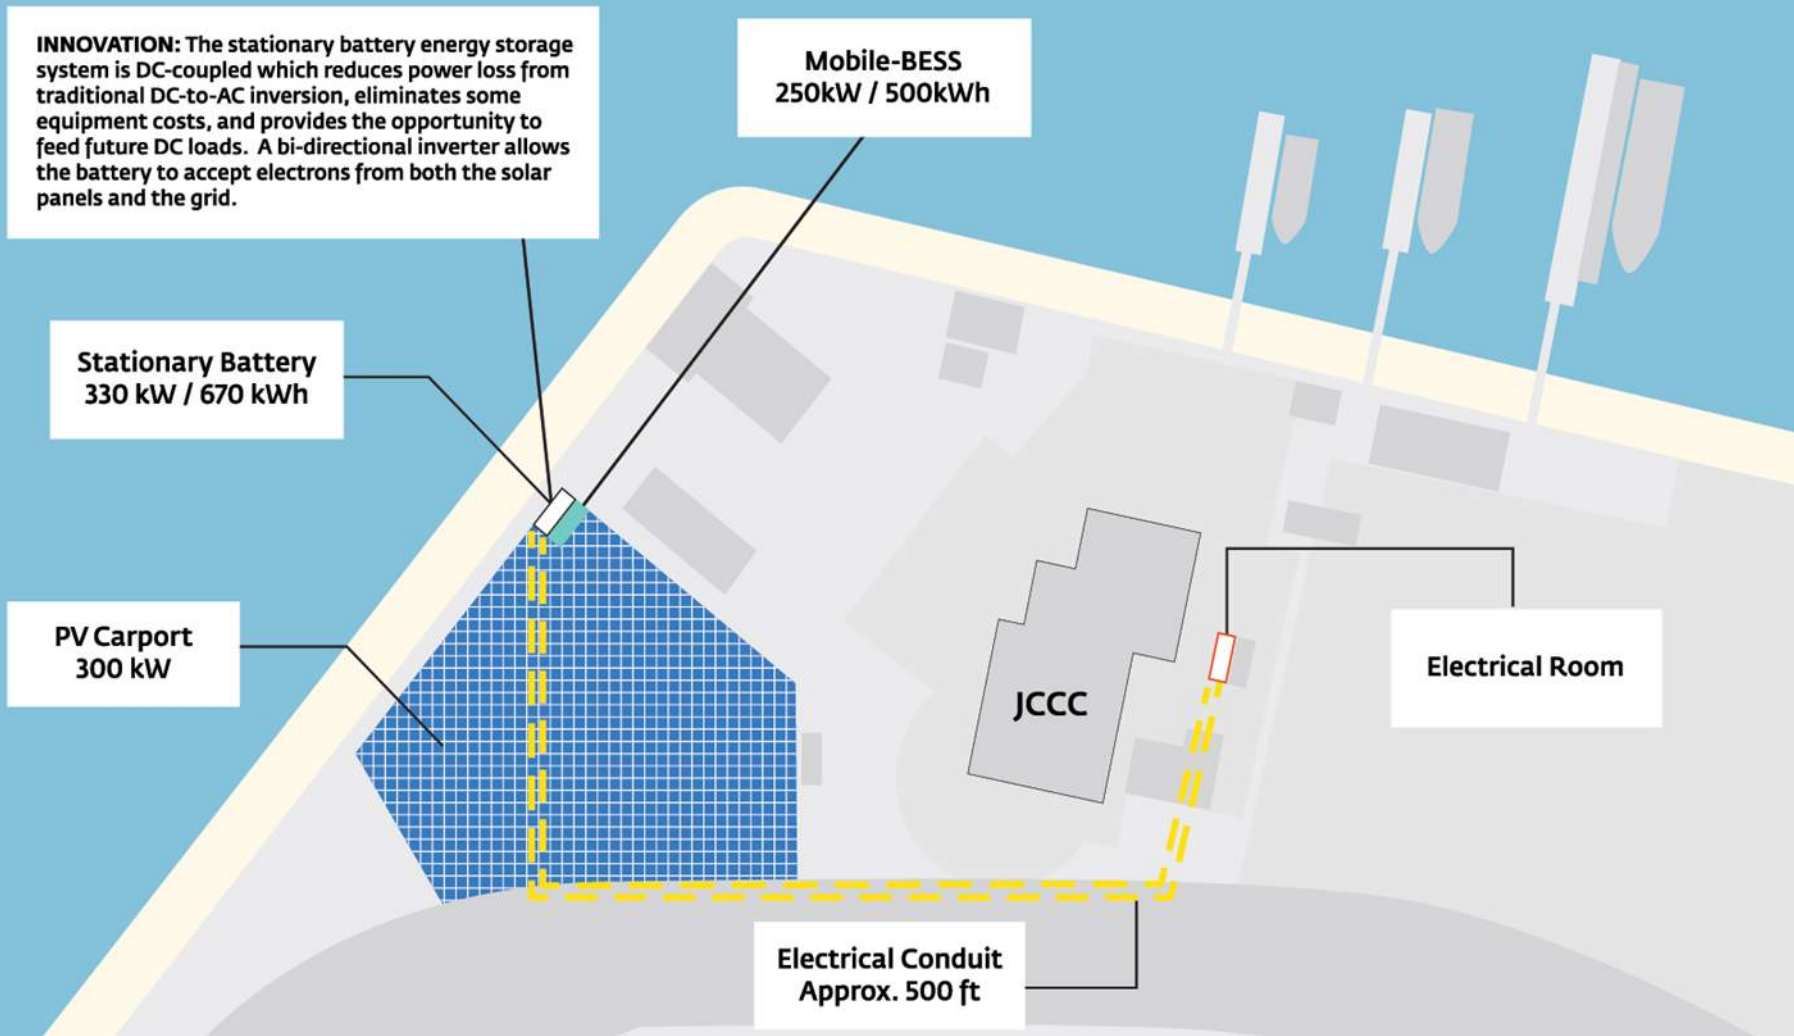 INNOVATION: The stationary battery energy storage
system is DC-coupled which reduces power loss from
traditional DC-to-AC inversion, eliminates some
equipment costs, and provides the opportunity to
feed future DC loads. A bi-directional inverter allows
the battery to accept electrons from both the solar
panels and the grid.
Mobile-BESS
250kW / 500kWh
Stationary Battery
330 kW / 670 kWh
PV Carport
300 kW
Electrical Room
JCCC
Electrical Conduit
Approx. 500 ft